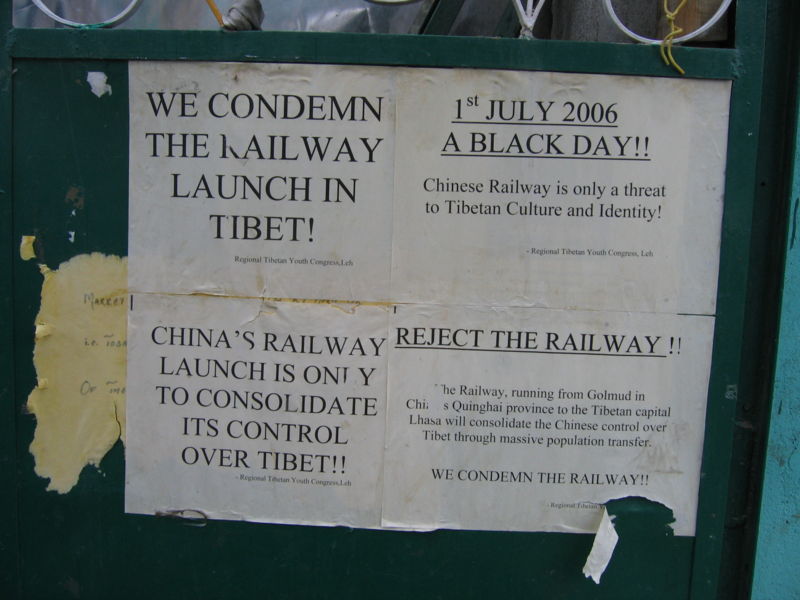 WE CONDEMN
THE RAILWAY
LAUNCH IN
TIBET!
Regional Tibetan Youth Congress,Leh
1st JULY 2006
A BLACK DAY!!
Chinese Railway is only a threat
to Tibetan Culture and Identity!
- Regional Tibetan Youth Congress, Leh
CHINA'S RAILWAY
LAUNCH IS ONLY
TO CONSOLIDATE
ITS CONTROL
OVER TIBET!!
- Regional Tibetan Youth Congress,Leh
REJECT THE RAILWAY !!
The Railway, running from Golmud in
China's Quinghai province to the Tibetan capital
Lhasa will consolidate the Chinese control over
Tibet through massive population transfer.
WE CONDEMN THE RAILWAY!!
- Regional Tibetan
Market
i.e.
Or